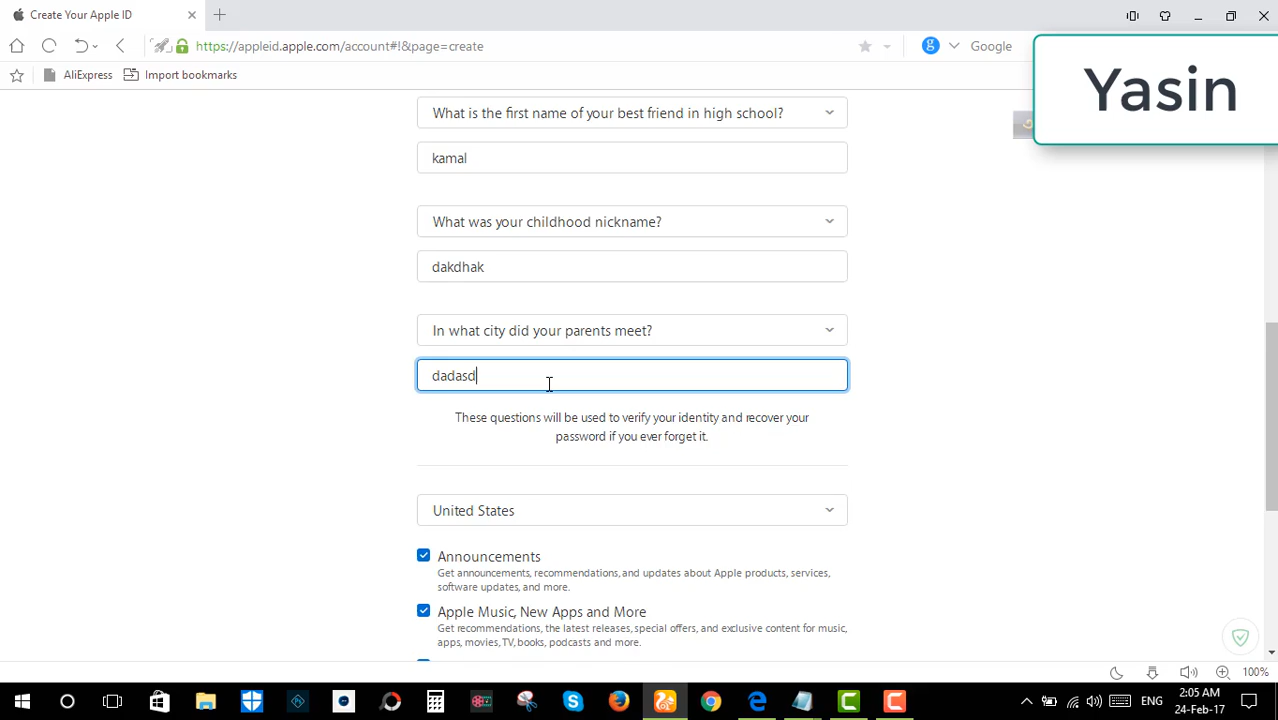 Create Your Apple ID
https://appleid.apple.com/account#!&page=create
g
Google
Yasin
AliExpress
Import bookmarks
What is the first name of your best friend in high school?
kamal
What was your childhood nickname?
dakdhak
In what city did your parents meet?
dadasd
These questions will be used to verify your identity and recover your
password if you ever forget it.
United States
Announcements
Get announcements, recommendations, and updates about Apple products, services,
software updates, and more.
Apple Music, New Apps and More
Get recommendations, the latest releases, special offers, and exclusive content for music,
apps, movies, TV, books, podcasts and more.
100%
ENG
2:05 AM
24-Feb-17